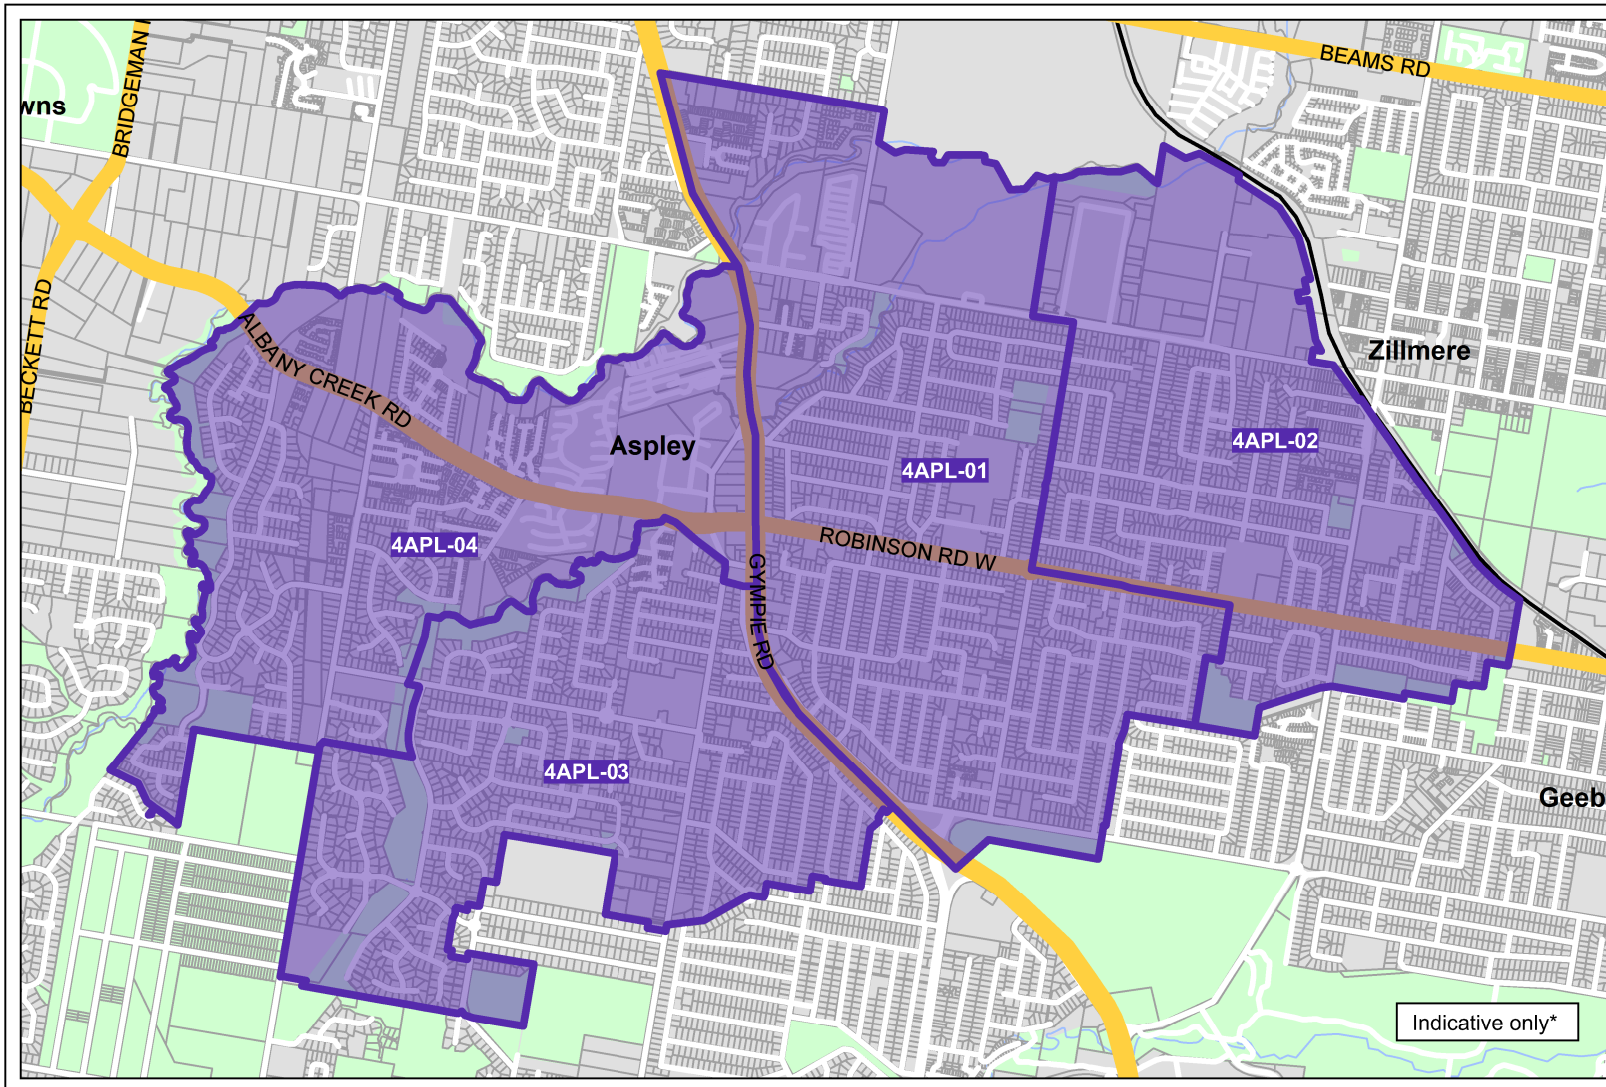 BEAMS RD
BRIDGEMAN
wns
BECKETT RD
ALBANY CREEK RD
Zillmere
Aspley
4APL-02
4APL-01
4APL-04
ROBINSON RD W
GYMPIE RD
4APL-03
Geeb
Indicative only*